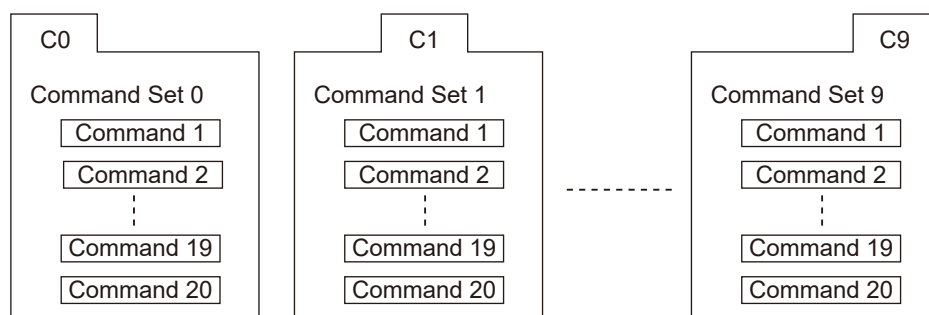 C0
Command Set 0
Command 1
Command 2
Command 19
Command 20
C1
Command Set 1
Command 1
Command 2
Command 19
Command 20
C9
Command Set 9
Command 1
Command 2
Command 19
Command 20